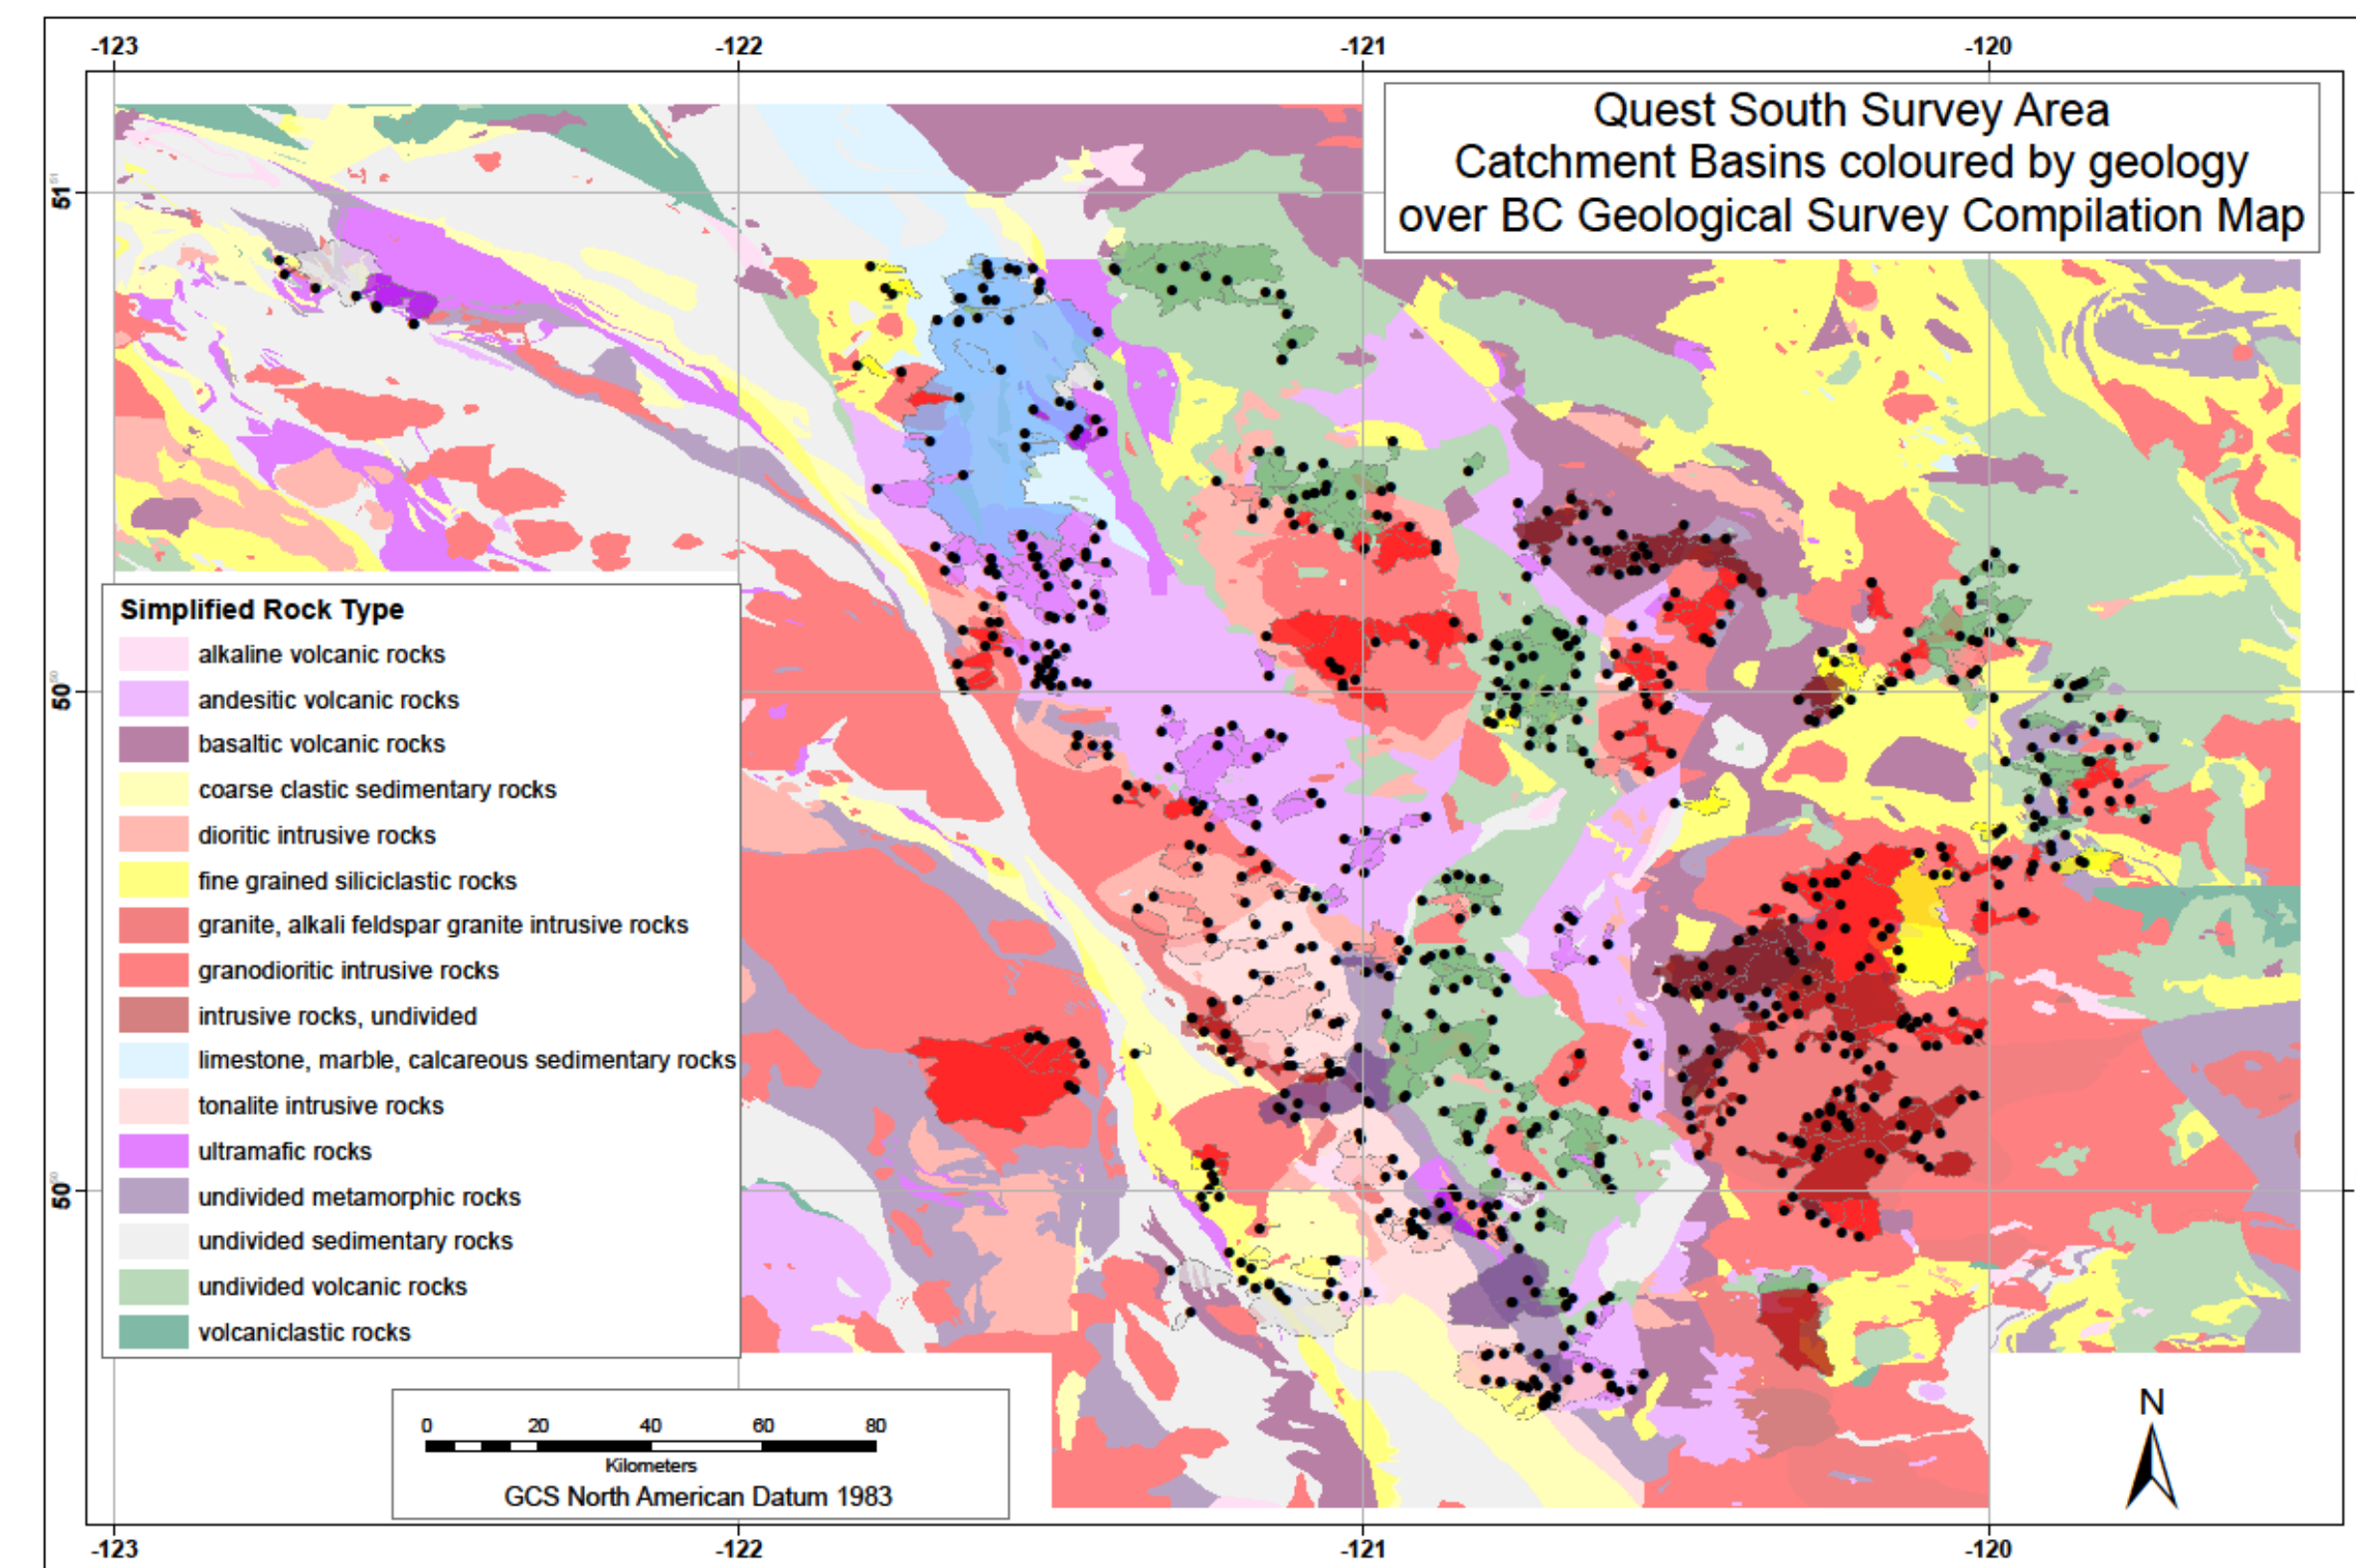 -123 -122 -121 -120
Quest South Survey Area
Catchment Basins coloured by geology
over BC Geological Survey Compilation Map
51
50
50
Simplified Rock Type
alkaline volcanic rocks
andesitic volcanic rocks
basaltic volcanic rocks
coarse clastic sedimentary rocks
dioritic intrusive rocks
fine grained siliciclastic rocks
granite, alkali feldspar granite intrusive rocks
granodioritic intrusive rocks
intrusive rocks, undivided
limestone, marble, calcareous sedimentary rocks
tonalite intrusive rocks
ultramafic rocks
undivided metamorphic rocks
undivided sedimentary rocks
undivided volcanic rocks
volcaniclastic rocks
0 20 40 60 80
Kilometers
GCS North American Datum 1983
N
-123 -122 -121 -120